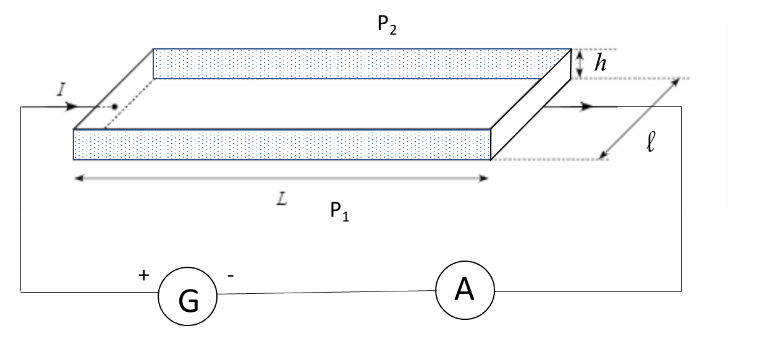 P₂
h
I
ℓ
L
P₁
+
-
G
A